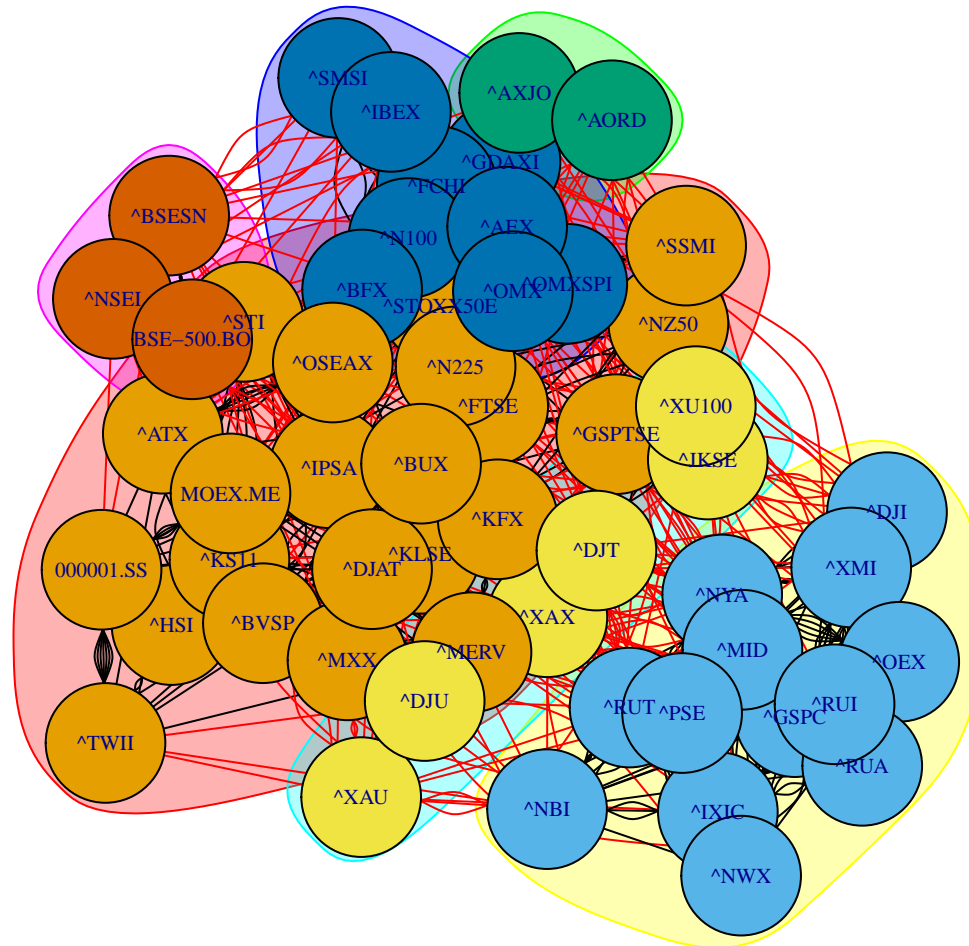 ^SMSI
^IBEX
^AXJO
^AORD
^GDAXI
^FCHI
^BSESN
^N100
^AEX
^SSMI
^NSEI
^BFX
^STOXX50E
^OMX
^OMXSPI
^STI
BSE-500.BO
^NZ50
^OSEAX
^N225
^FTSE
^XU100
^ATX
^GSPTSE
^IPSA
^BUX
^JKSE
MOEX.ME
^KFX
^DJI
000001.SS
^KS11
^DJAT
^KLSE
^DJT
^XMI
^NYA
^HSI
^BVSP
^XAX
^MXX
^MERV
^MID
^OEX
^DJU
^RUT
^PSE
^GSPC
^RUI
^TWII
^RUA
^XAU
^NBI
^IXIC
^NWX